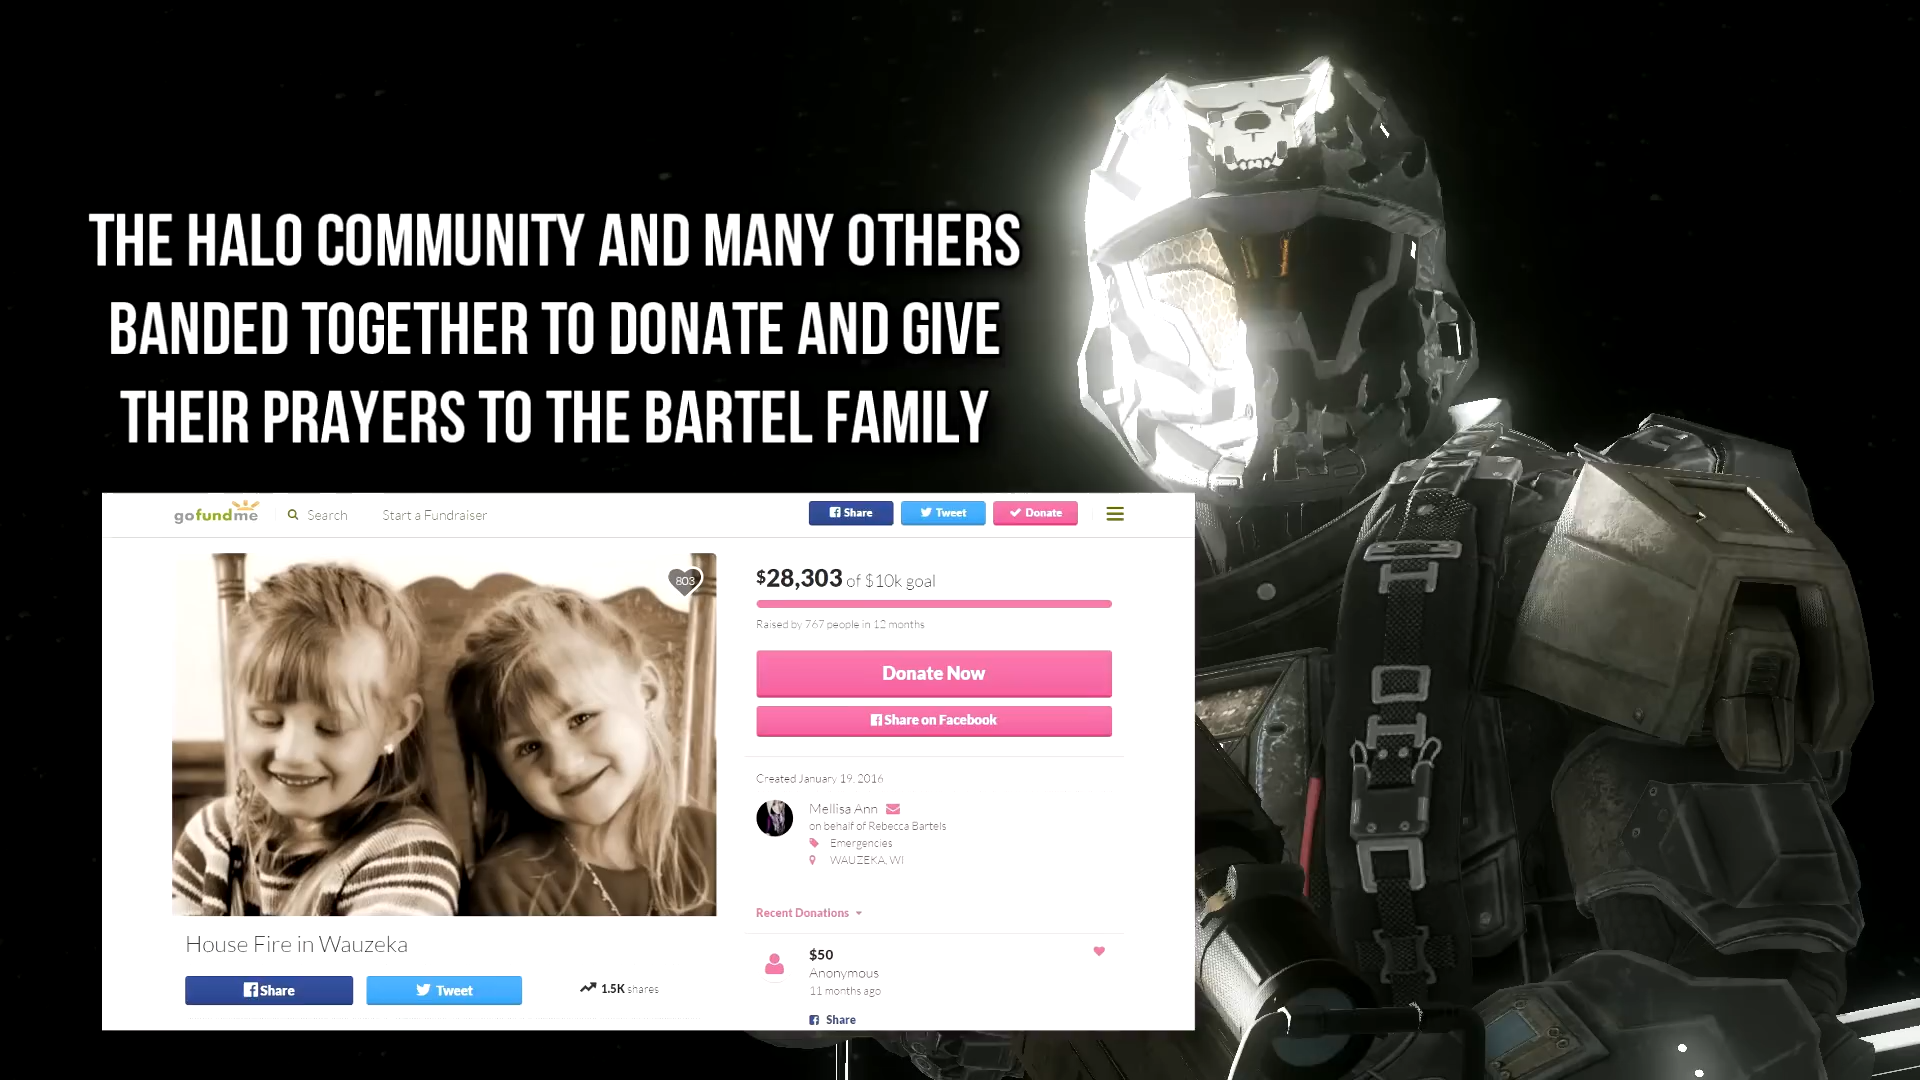 THE HALO COMMUNITY AND MANY OTHERS
BANDED TOGETHER TO DONATE AND GIVE
THEIR PRAYERS TO THE BARTEL FAMILY
gofundme Search Start a Fundraiser Share Tweet Donate
803
$28,303 of $10k goal
Raised by 767 people in 12 months
Donate Now
Share on Facebook
Created January 19, 2016
Mellisa Ann
on behalf of Rebecca Bartels
Emergencies
WAUZEKA, WI
Recent Donations
$50
Anonymous
11 months ago
Share
House Fire in Wauzeka
Share Tweet 1.5K shares